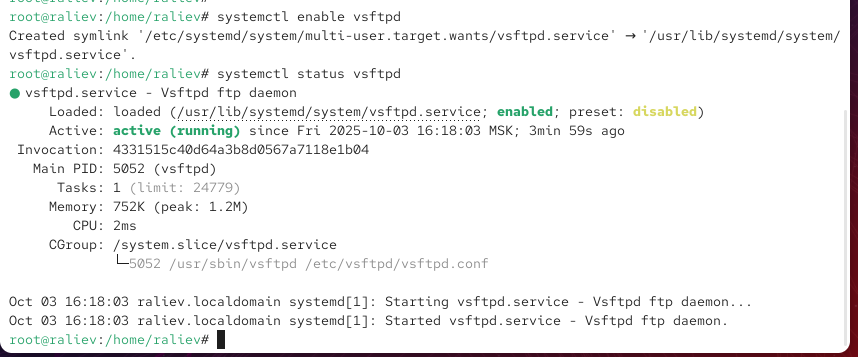 root@raliev:/home/raliev# systemctl enable vsftpd
Created symlink '/etc/systemd/system/multi-user.target.wants/vsftpd.service' → '/usr/lib/systemd/system/
vsftpd.service'.
root@raliev:/home/raliev# systemctl status vsftpd
● vsftpd.service - Vsftpd ftp daemon
     Loaded: loaded (/usr/lib/systemd/system/vsftpd.service; enabled; preset: disabled)
     Active: active (running) since Fri 2025-10-03 16:18:03 MSK; 3min 59s ago
 Invocation: 4331515c40d64a3b8d0567a7118e1b04
   Main PID: 5052 (vsftpd)
      Tasks: 1 (limit: 24779)
     Memory: 752K (peak: 1.2M)
        CPU: 2ms
     CGroup: /system.slice/vsftpd.service
             └─5052 /usr/sbin/vsftpd /etc/vsftpd/vsftpd.conf
Oct 03 16:18:03 raliev.localdomain systemd[1]: Starting vsftpd.service - Vsftpd ftp daemon...
Oct 03 16:18:03 raliev.localdomain systemd[1]: Started vsftpd.service - Vsftpd ftp daemon.
root@raliev:/home/raliev#